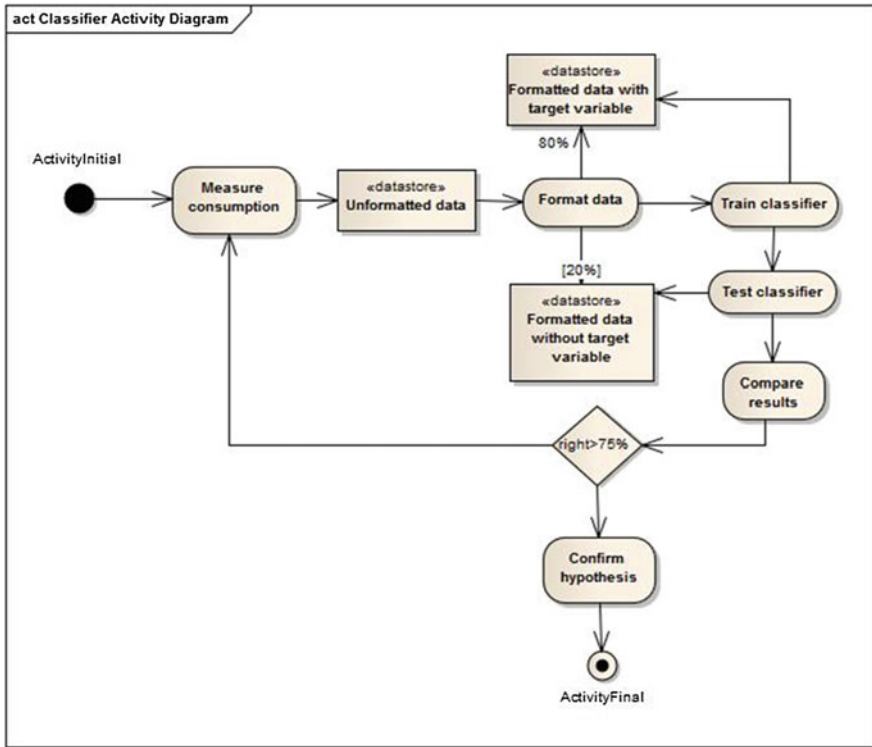 act Classifier Activity Diagram
«datastore»
Formatted data with
target variable
80%
ActivityInitial
Measure
consumption
«datastore»
Unformatted data
Format data
Train classifier
[20%]
«datastore»
Formatted data
without target
variable
Test classifier
Compare
results
right>75%
Confirm
hypothesis
ActivityFinal